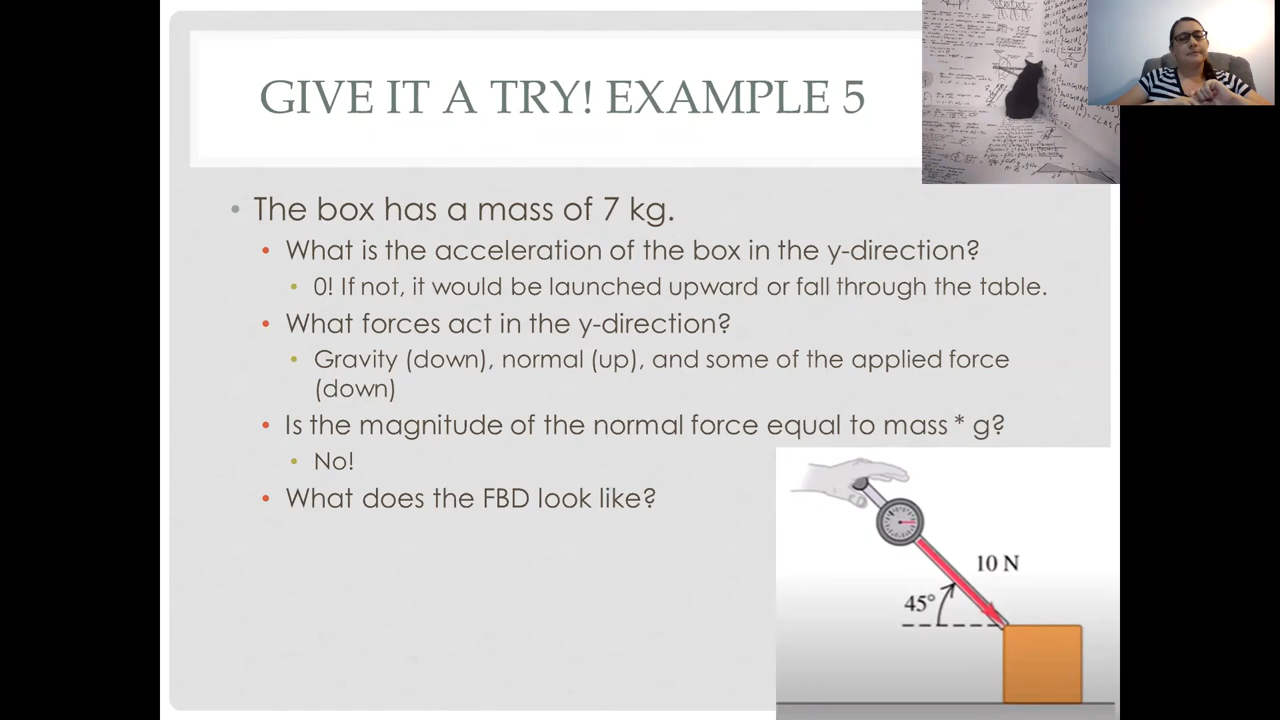 GIVE IT A TRY! EXAMPLE 5
• The box has a mass of 7 kg.
• What is the acceleration of the box in the y-direction?
• 0! If not, it would be launched upward or fall through the table.
• What forces act in the y-direction?
• Gravity (down), normal (up), and some of the applied force
(down)
• Is the magnitude of the normal force equal to mass * g?
• No!
• What does the FBD look like?
10 N
45°